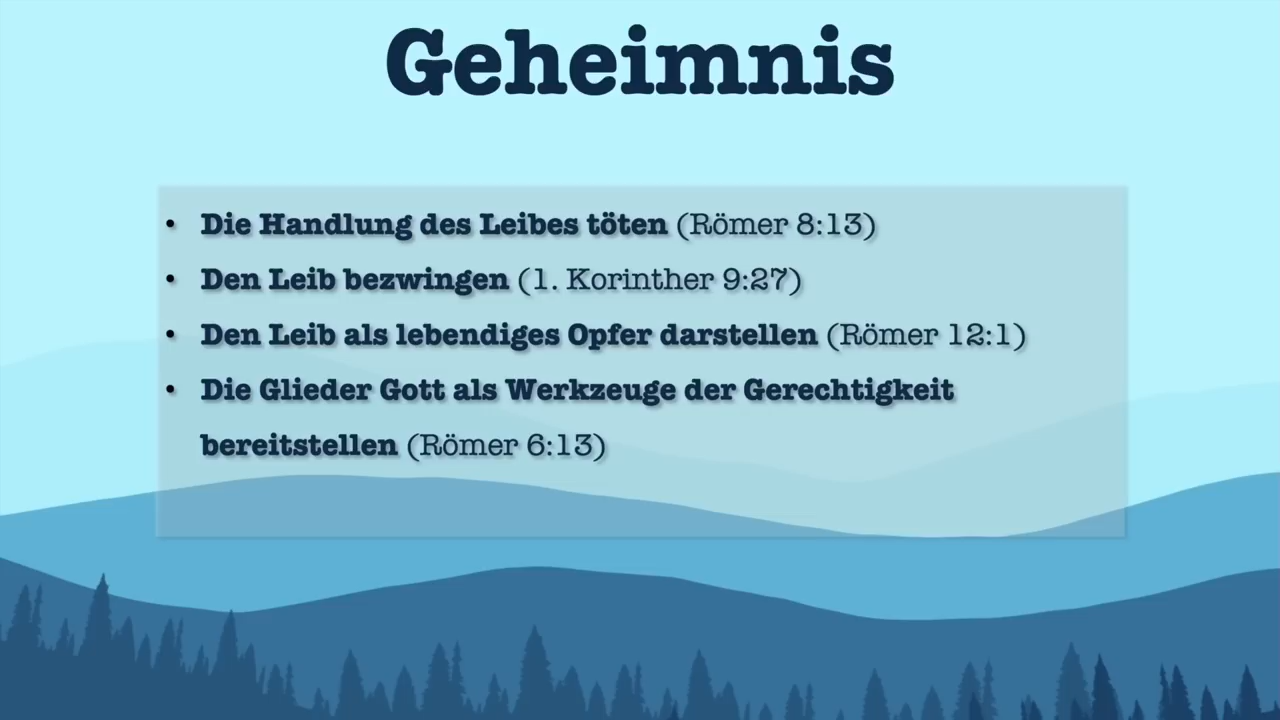 Geheimnis
• Die Handlung des Leibes töten (Römer 8:13)
• Den Leib bezwingen (1. Korinther 9:27)
• Den Leib als lebendiges Opfer darstellen (Römer 12:1)
• Die Glieder Gott als Werkzeuge der Gerechtigkeit
bereitstellen (Römer 6:13)